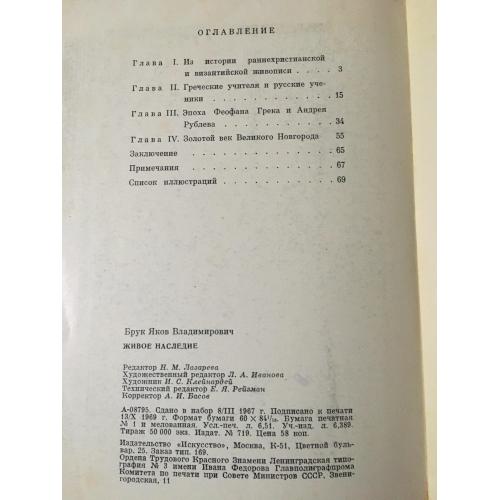 ОГЛАВЛЕНИЕ
Глава I. Из истории раннехристианской
и византийской живописи . . . . 3
Глава II. Греческие учителя и русские уче-
ники . . . . . . . . . . . . 15
Глава III. Эпоха Феофана Грека и Андрея
Рублева . . . . . . . . . . . 34
Глава IV. Золотой век Великого Новгорода 55
Заключение . . . . . . . . . . . . 65
Примечания . . . . . . . . . . . . 67
Список иллюстраций . . . . . . . . . . 69
Брук Яков Владимирович
ЖИВОЕ НАСЛЕДИЕ
Редактор Н. М. Лазарева
Художественный редактор Л. А. Иванова
Художник И. С. Клейнардей
Технический редактор Е. Я. Рейзман
Корректор А. И. Басов
А-08795. Сдано в набор 8/III 1967 г. Подписано к печати
13/X 1969 г. Формат бумаги 60 × 84 1/16. Бумага печатная
№ 1 и мелованная. Усл.-печ. л. 6,51. Уч.-изд. л. 6,389.
Тираж 50 000 экз. Издат. № 719. Цена 58 коп.
Издательство «Искусство», Москва, К-51, Цветной буль-
вар, 25. Заказ тип. 169.
Ордена Трудового Красного Знамени Ленинградская типо-
графия № 3 имени Ивана Федорова Главполиграфпрома
Комитета по печати при Совете Министров СССР. Звени-
городская, 11